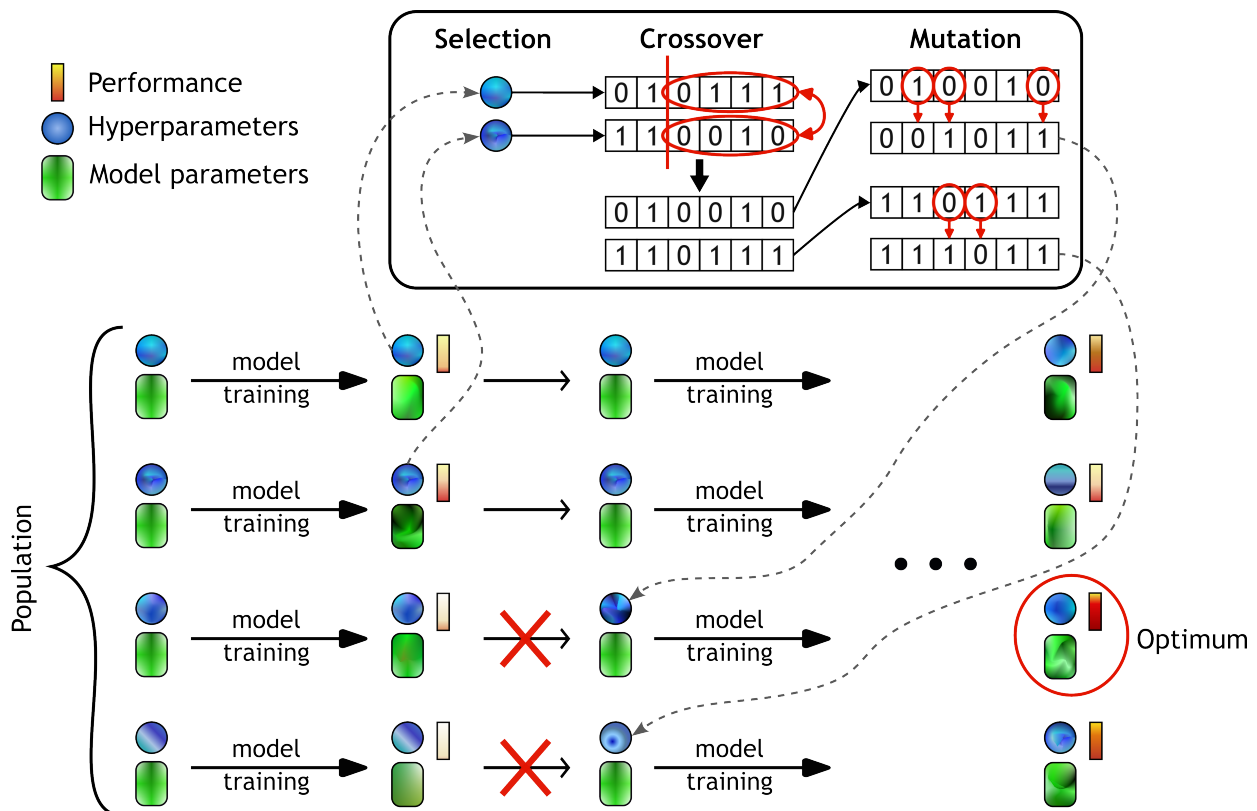 Selection
Crossover
Mutation
Performance
Hyperparameters
Model parameters
0 1 0 1 1 1
1 1 0 0 1 0
0 1 0 0 1 0
1 1 0 1 1 1
0 1 0 0 1 0
0 0 1 0 1 1
1 1 0 1 1 1
1 1 1 0 1 1
Population
model
training
model
training
model
training
model
training
model
training
model
training
Optimum
model
training
model
training